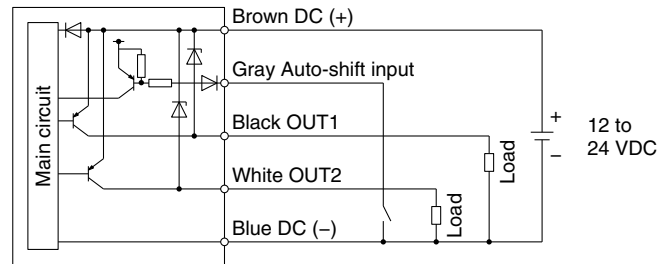 Brown DC (+)
Gray Auto-shift input
Main circuit
Black OUT1
+
12 to
24 VDC
−
Load
White OUT2
Load
Blue DC (−)